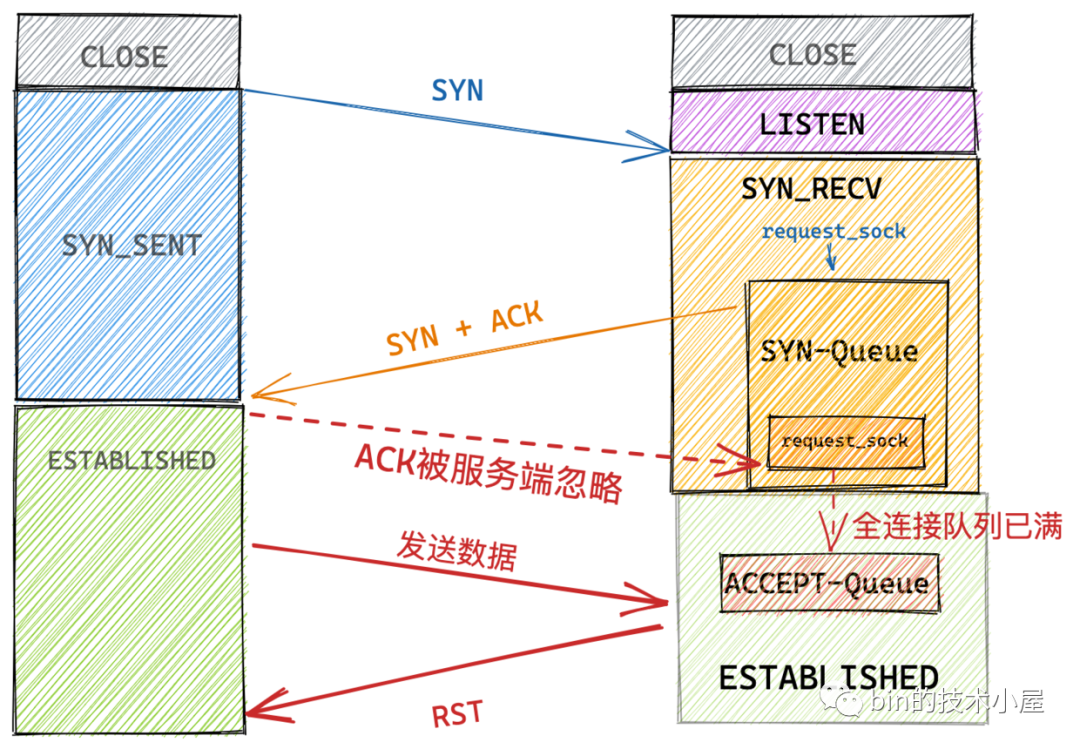 CLOSE
CLOSE
SYN
LISTEN
SYN_RECV
request_sock
SYN_SENT
SYN + ACK
SYN-Queue
request_sock
ESTABLISHED
ACK被服务端忽略
全连接队列已满
发送数据
ACCEPT-Queue
ESTABLISHED
bin的技术小屋
RST